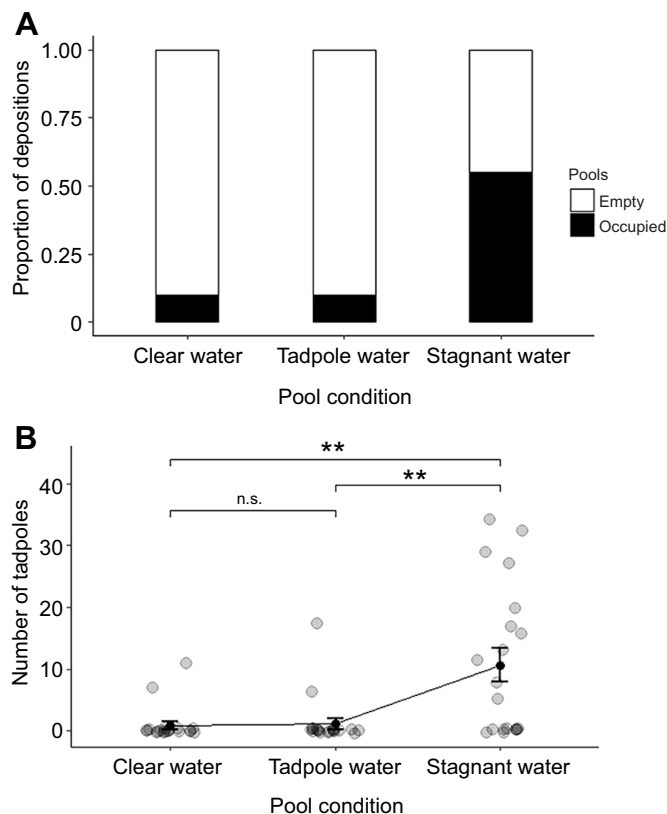 A
Proportion of depositions
1.00
0.75
0.50
0.25
0
Clear water Tadpole water Stagnant water
Pool condition
Pools
Empty
Occupied
B
Number of tadpoles
40
30
20
10
0
**
**
n.s.
Clear water Tadpole water Stagnant water
Pool condition